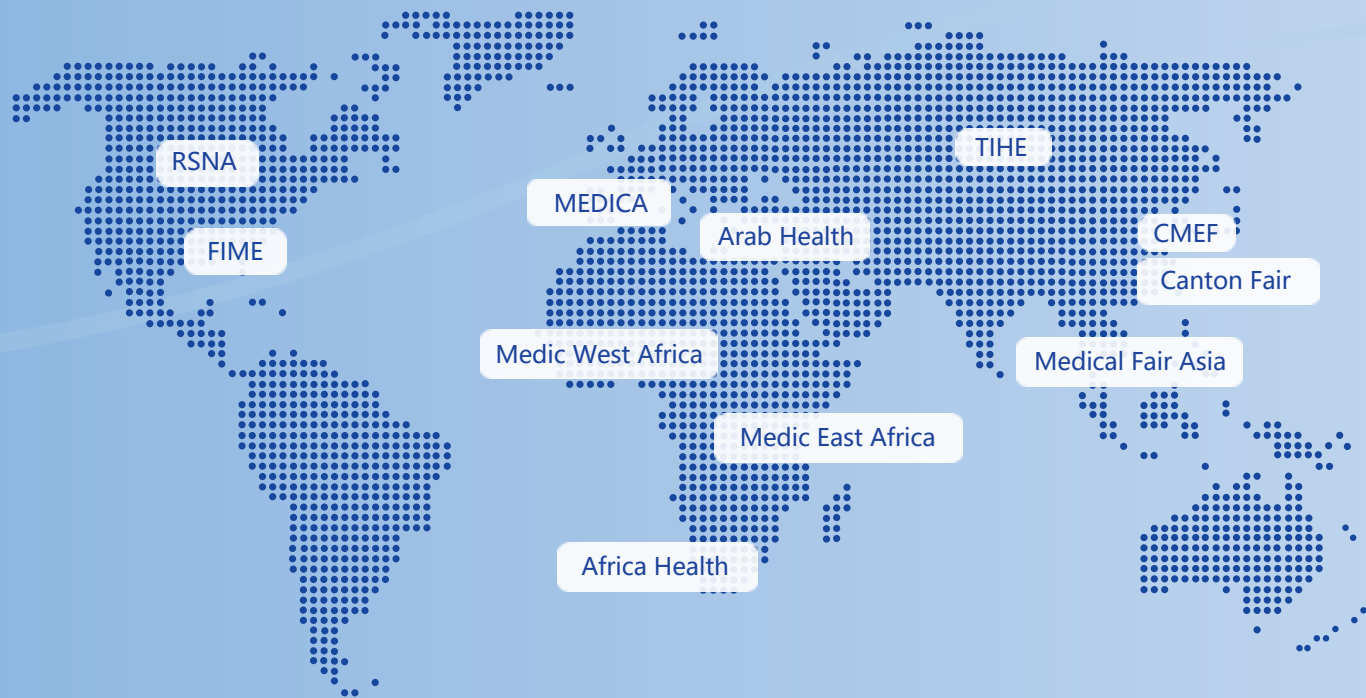 TIHE
RSNA
MEDICA
Arab Health
CMEF
FIME
Canton Fair
Medic West Africa
Medical Fair Asia
Medic East Africa
Africa Health